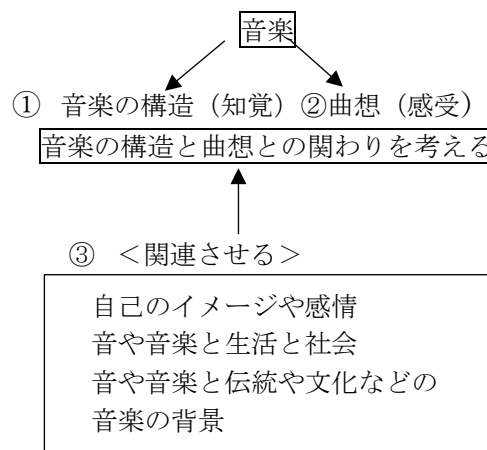 音楽
① 音楽の構造（知覚）②曲想（感受）
音楽の構造と曲想との関わりを考える
③ ＜関連させる＞
自己のイメージや感情
音や音楽と生活と社会
音や音楽と伝統や文化などの
音楽の背景